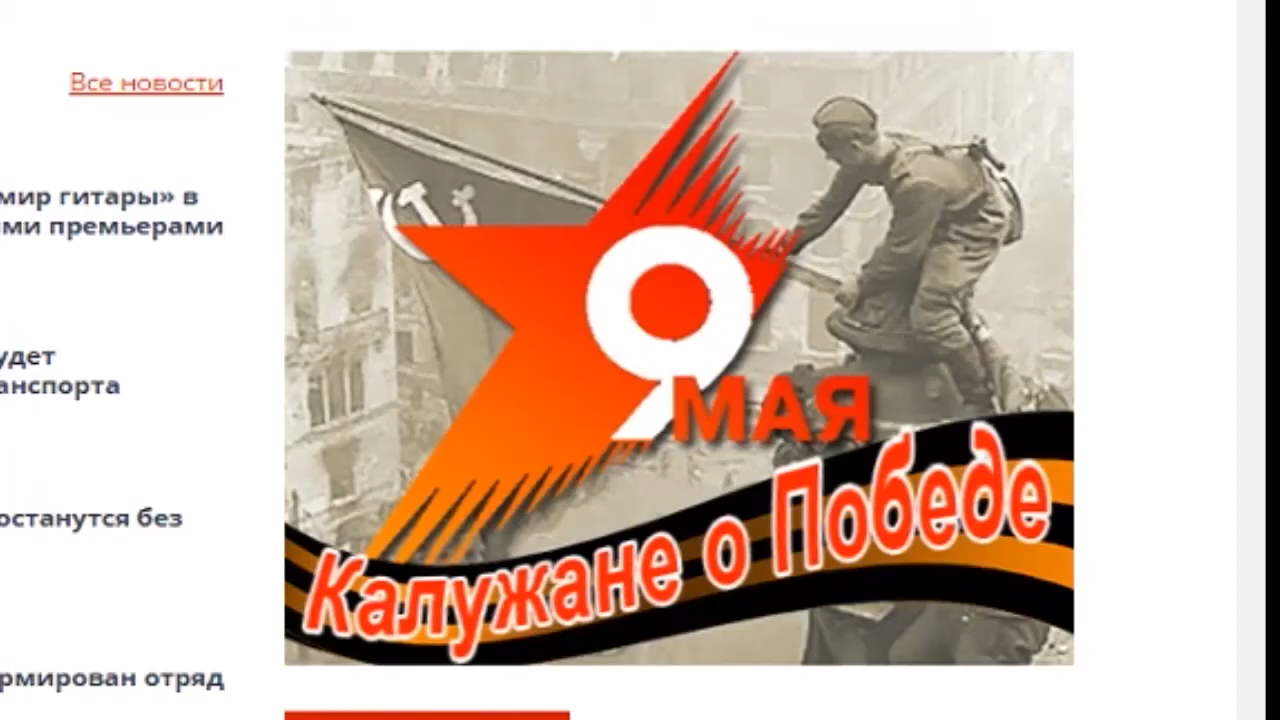 Все новости
мир гитары» в
ми премьерами
удет
анспорта
останутся без
рмирован отряд
9
МАЯ
Калужане о Победе